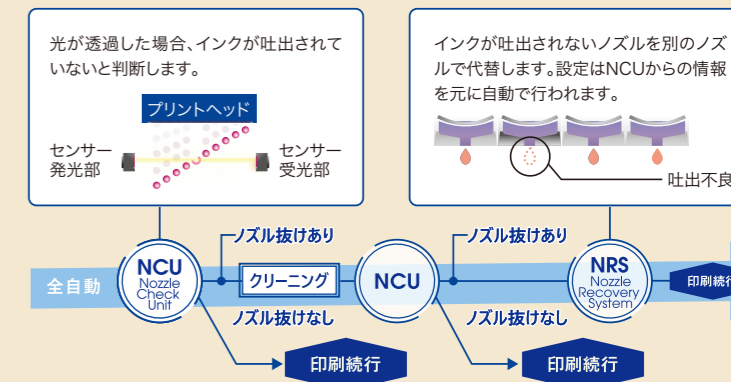 光が透過した場合、インクが吐出されて
いないと判断します。
プリントヘッド
センサー
発光部
センサー
受光部
インクが吐出されないノズルを別のノズ
ルで代替します。設定はNCUからの情報
を元に自動で行われます。
吐出不良
全自動
NCU
Nozzle
Check
Unit
ノズル抜けあり
クリーニング
ノズル抜けなし
印刷続行
NCU
ノズル抜けあり
ノズル抜けなし
印刷続行
NRS
Nozzle
Recovery
System
印刷続行